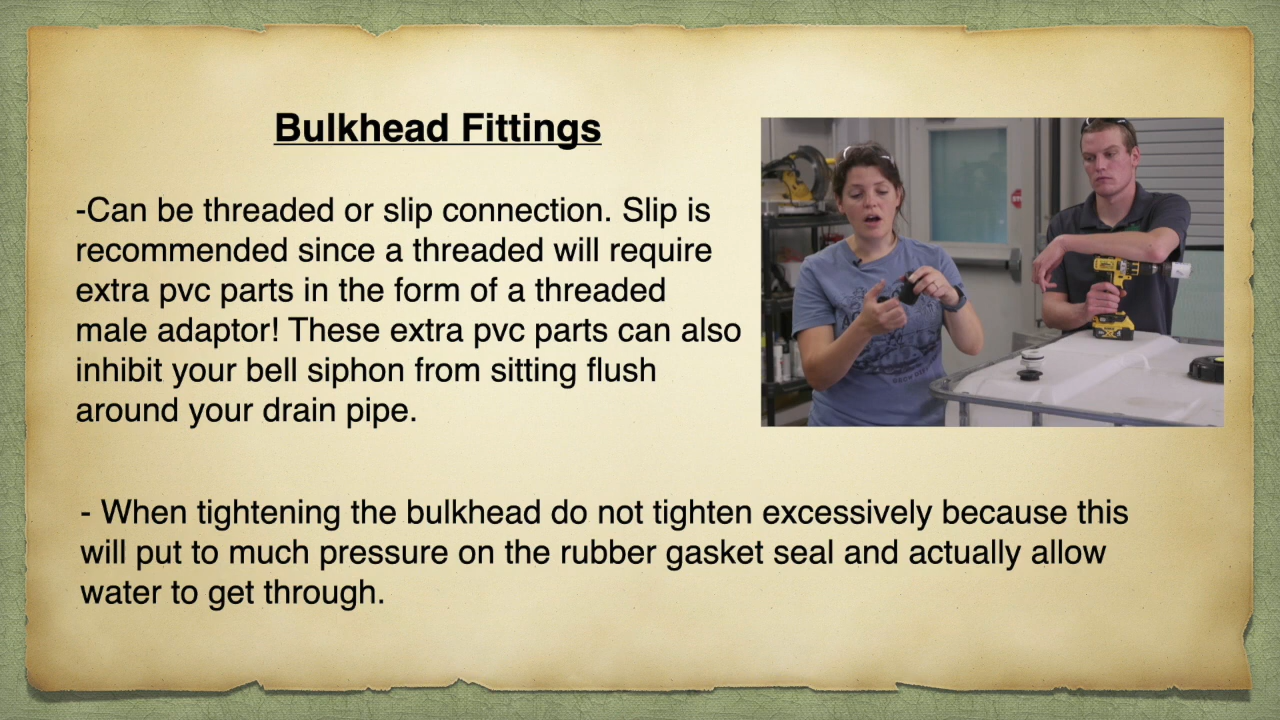 Bulkhead Fittings
-Can be threaded or slip connection. Slip is
recommended since a threaded will require
extra pvc parts in the form of a threaded
male adaptor! These extra pvc parts can also
inhibit your bell siphon from sitting flush
around your drain pipe.
- When tightening the bulkhead do not tighten excessively because this
will put to much pressure on the rubber gasket seal and actually allow
water to get through.